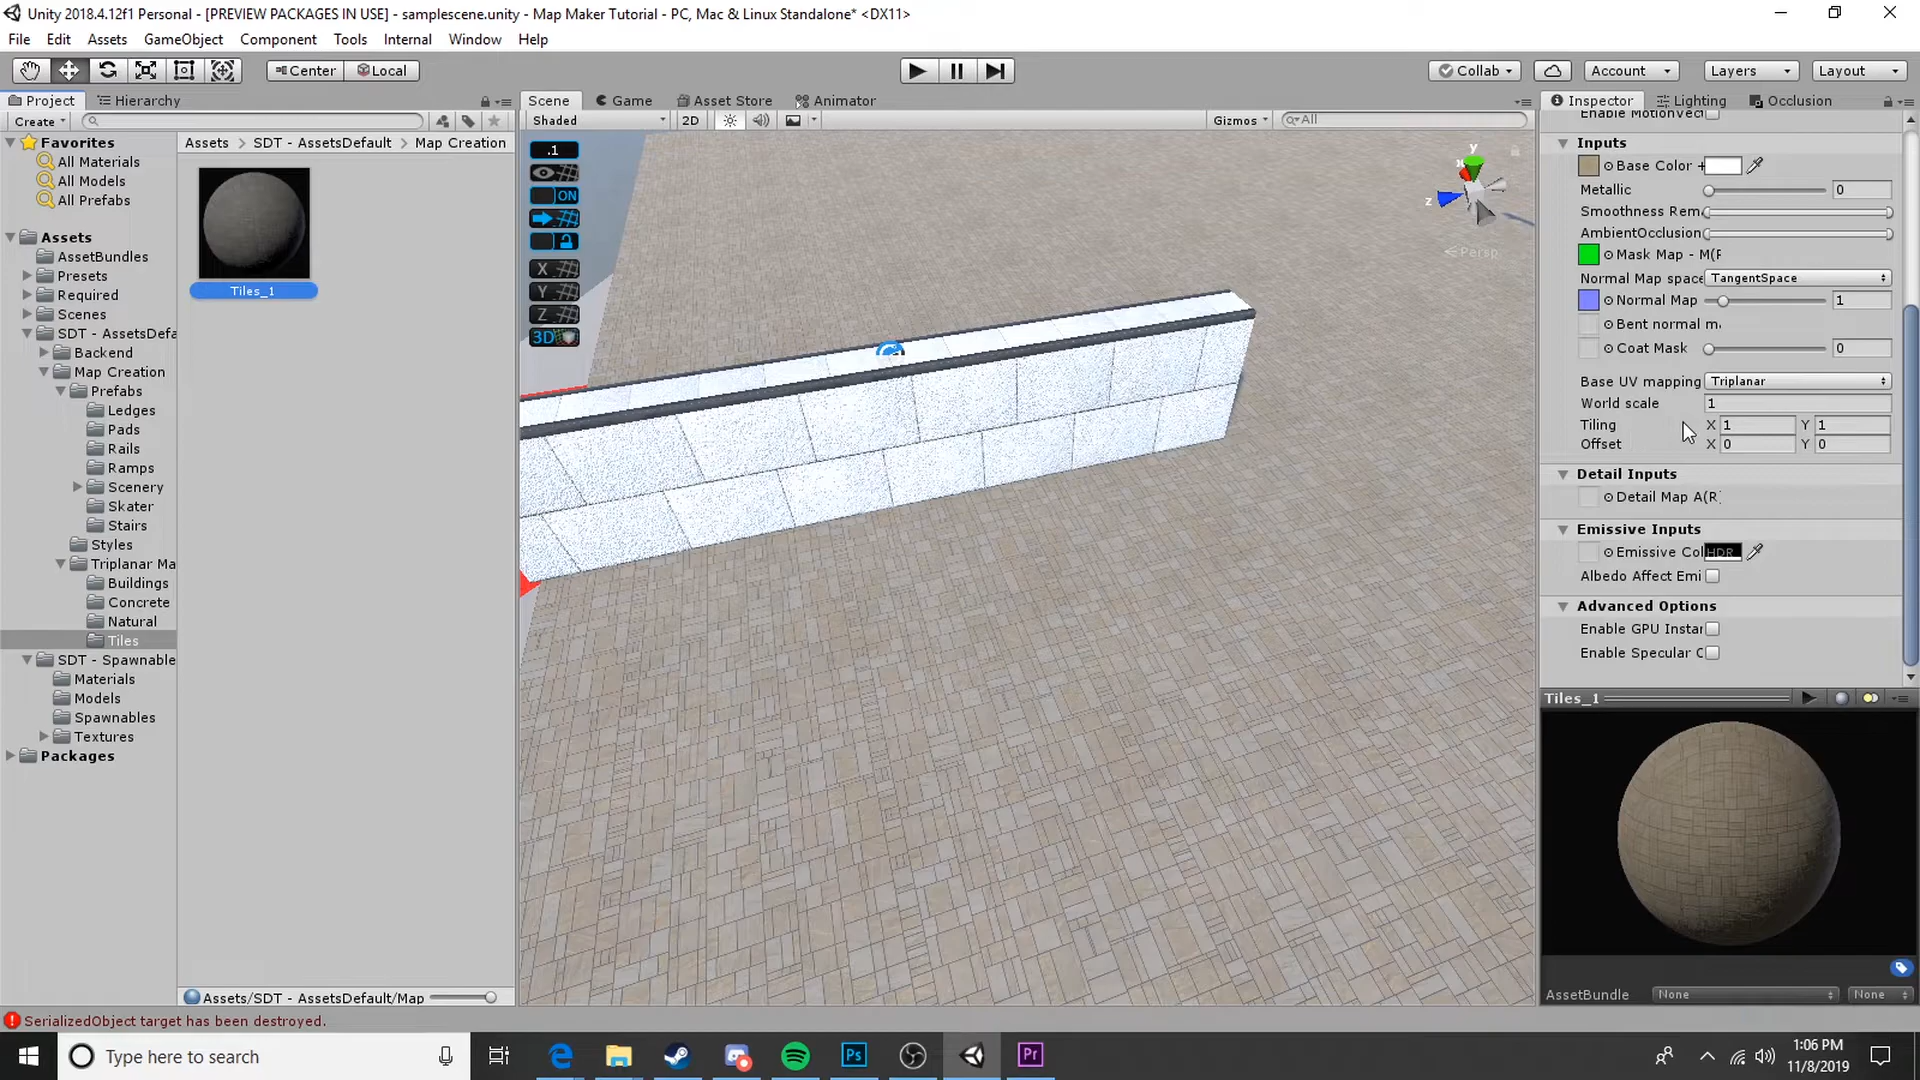 Unity 2018.4.12f1 Personal - [PREVIEW PACKAGES IN USE] - samplescene.unity - Map Maker Tutorial - PC, Mac & Linux Standalone* <DX11>
File Edit Assets GameObject Component Tools Internal Window Help
Center Local Collab Account Layers Layout
Project Hierarchy Scene Game Asset Store Animator Inspector Lighting Occlusion
Create Shaded 2D Gizmos All
Favorites
All Materials
All Models
All Prefabs
Assets
AssetBundles
Presets
Required
Scenes
SDT - AssetsDefa
Backend
Map Creation
Prefabs
Ledges
Pads
Rails
Ramps
Scenery
Skater
Stairs
Styles
Triplanar Ma
Buildings
Concrete
Natural
Tiles
SDT - Spawnable
Materials
Models
Spawnables
Textures
Packages
Assets > SDT - AssetsDefault > Map Creation
Tiles_1
Assets/SDT - AssetsDefault/Map
.1
ON
X
Y
Z
3D
y
x
z
Persp
Enable MotionVect
Inputs
Base Color +
Metallic 0
Smoothness Rem
AmbientOcclusion
Mask Map - M(F
Normal Map space TangentSpace
Normal Map 1
Bent normal m
Coat Mask 0
Base UV mapping Triplanar
World scale 1
Tiling X 1 Y 1
Offset X 0 Y 0
Detail Inputs
Detail Map A(R
Emissive Inputs
Emissive Col HDR
Albedo Affect Emi
Advanced Options
Enable GPU Instar
Enable Specular C
Tiles_1
AssetBundle None None
SerializedObject target has been destroyed.
Type here to search
Ps
Pr
1:06 PM
11/8/2019